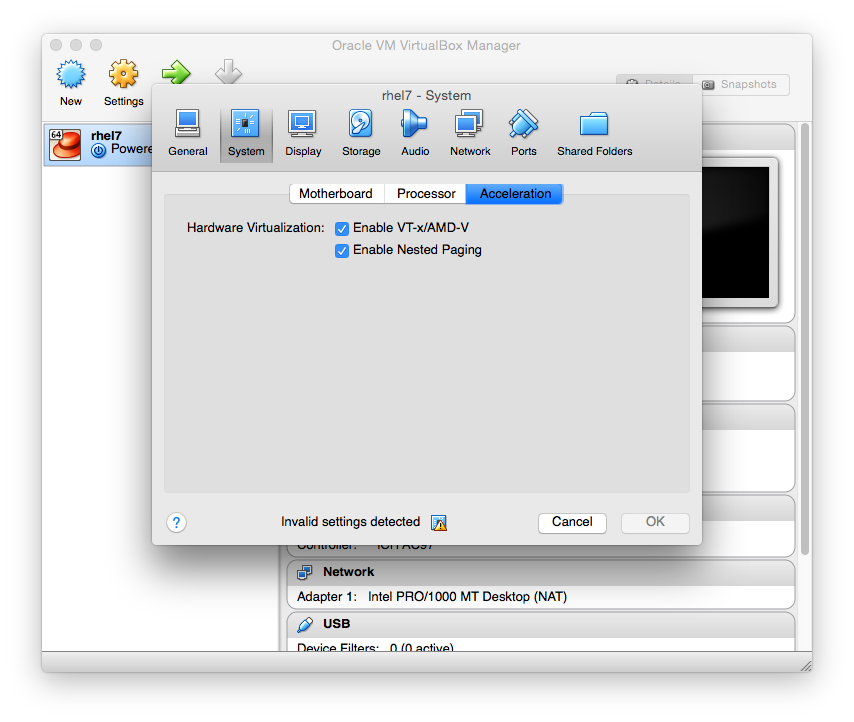 Oracle VM VirtualBox Manager
New
Settings
Details
Snapshots
rhel7 - System
64
rhel7
Powere
General
System
Display
Storage
Audio
Network
Ports
Shared Folders
Motherboard
Processor
Acceleration
Hardware Virtualization:
Enable VT-x/AMD-V
Enable Nested Paging
?
Invalid settings detected
Cancel
OK
Controller: ICH AC97
Network
Adapter 1: Intel PRO/1000 MT Desktop (NAT)
USB
Device Filters: 0 (0 active)